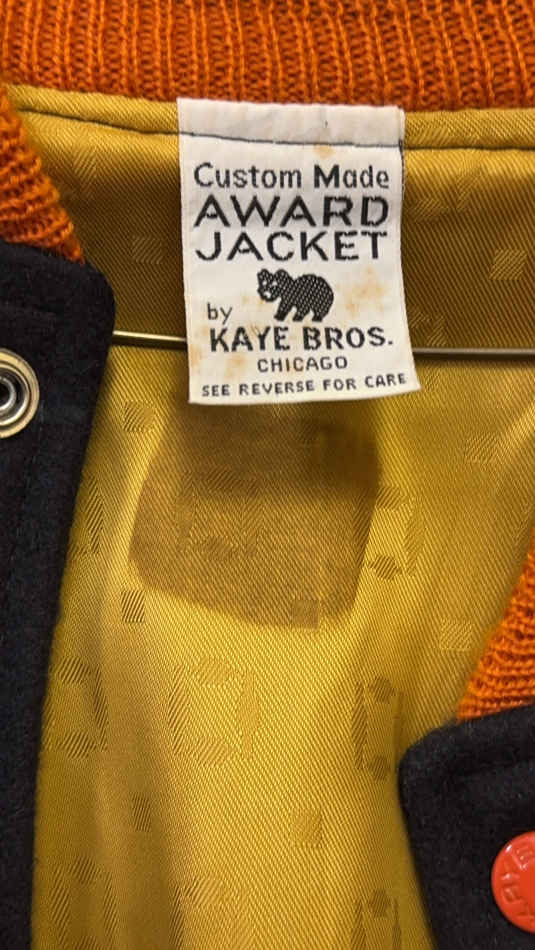 Custom Made
AWARD
JACKET
by
KAYE BROS.
CHICAGO
SEE REVERSE FOR CARE